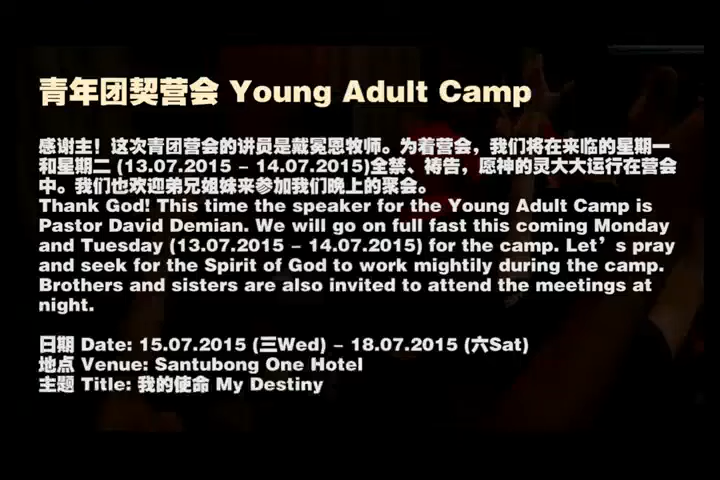 青年团契营会 Young Adult Camp
感谢主！这次青团营会的讲员是戴冕恩牧师。为着营会，我们将在来临的星期一
和星期二 (13.07.2015 – 14.07.2015)全禁、祷告，愿神的灵大大运行在营会
中。我们也欢迎弟兄姐妹来参加我们晚上的聚会。
Thank God! This time the speaker for the Young Adult Camp is
Pastor David Demian. We will go on full fast this coming Monday
and Tuesday (13.07.2015 – 14.07.2015) for the camp. Let’s pray
and seek for the Spirit of God to work mightily during the camp.
Brothers and sisters are also invited to attend the meetings at
night.
日期 Date: 15.07.2015 (三Wed) – 18.07.2015 (六Sat)
地点 Venue: Santubong One Hotel
主题 Title: 我的使命 My Destiny